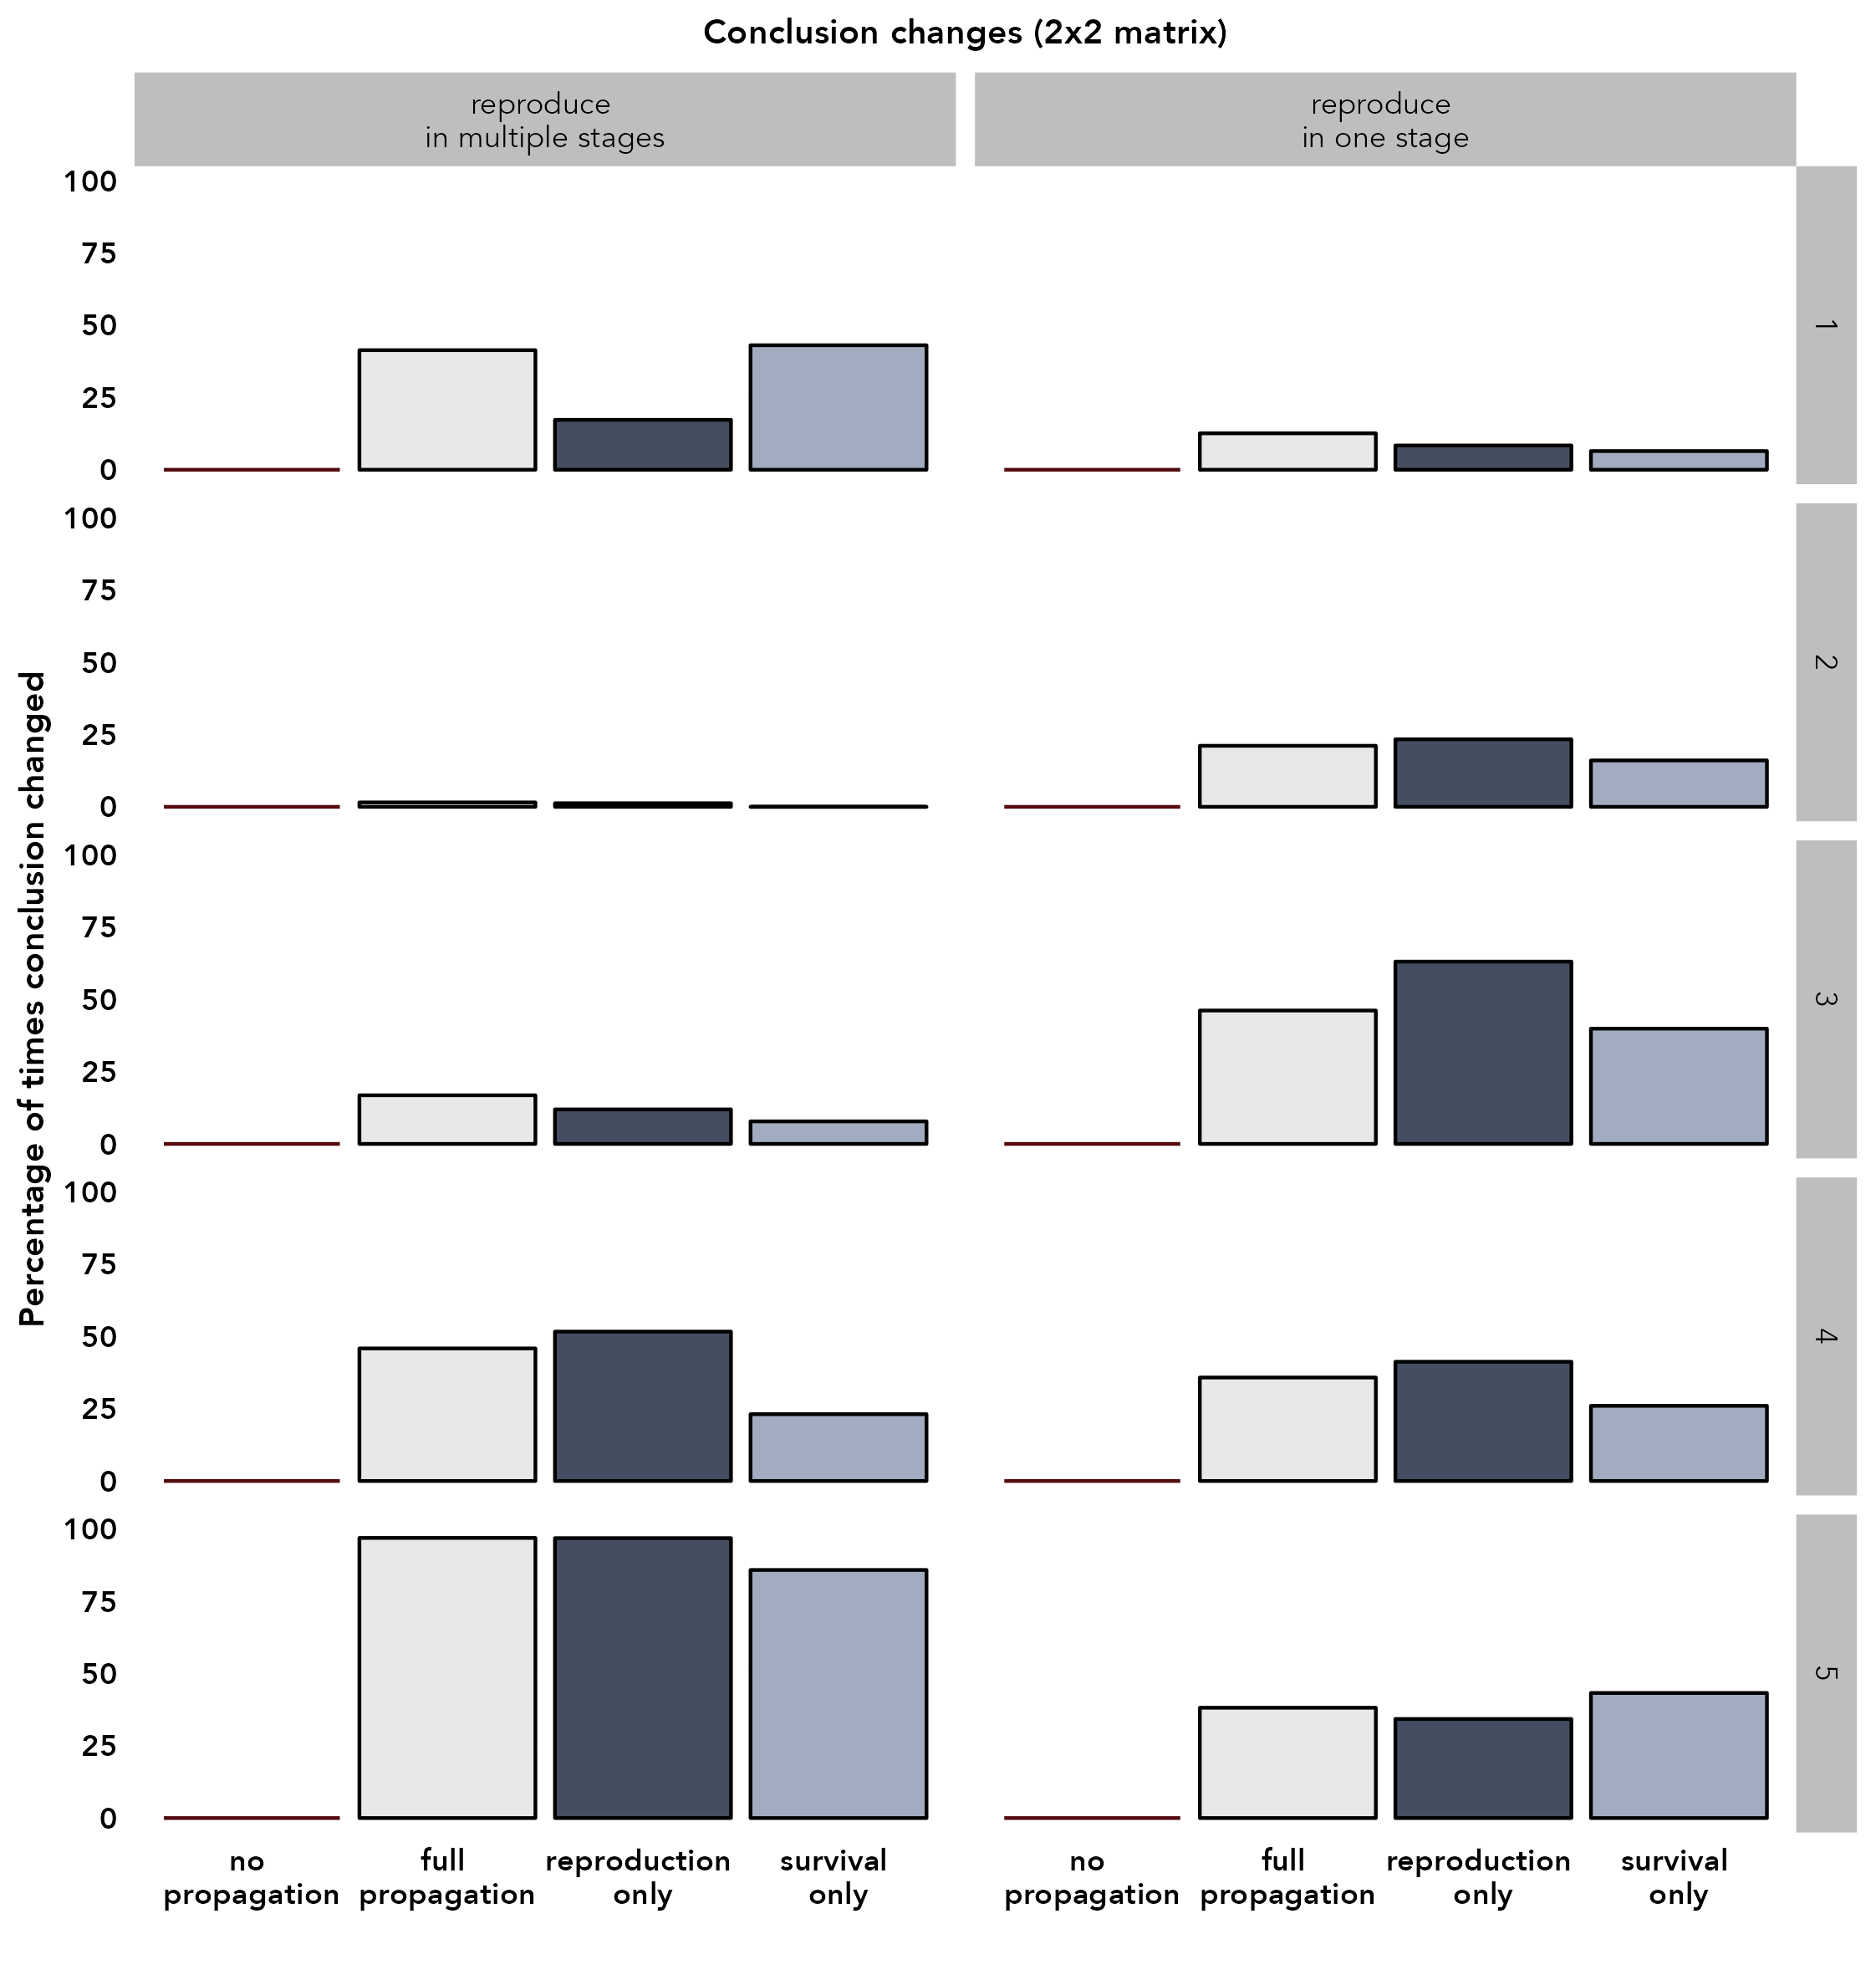 Conclusion changes (2x2 matrix)
reproduce
in multiple stages
reproduce
in one stage
Percentage of times conclusion changed
100
75
50
25
0
1
100
75
50
25
0
2
100
75
50
25
0
3
100
75
50
25
0
4
100
75
50
25
0
5
no
propagation
full
propagation
reproduction
only
survival
only
no
propagation
full
propagation
reproduction
only
survival
only